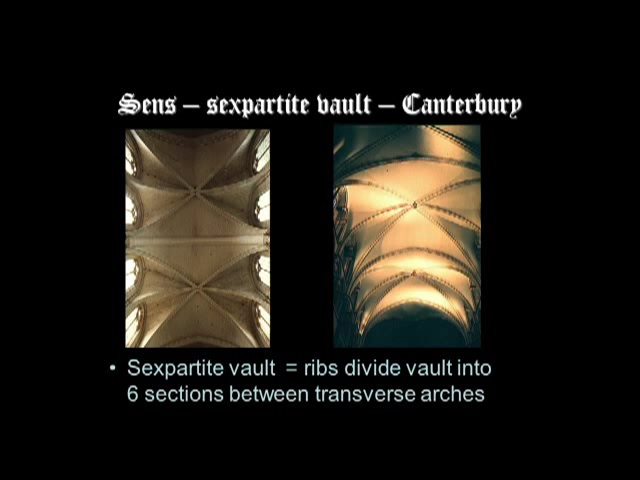 Sens – sexpartite vault – Canterbury
• Sexpartite vault = ribs divide vault into
6 sections between transverse arches